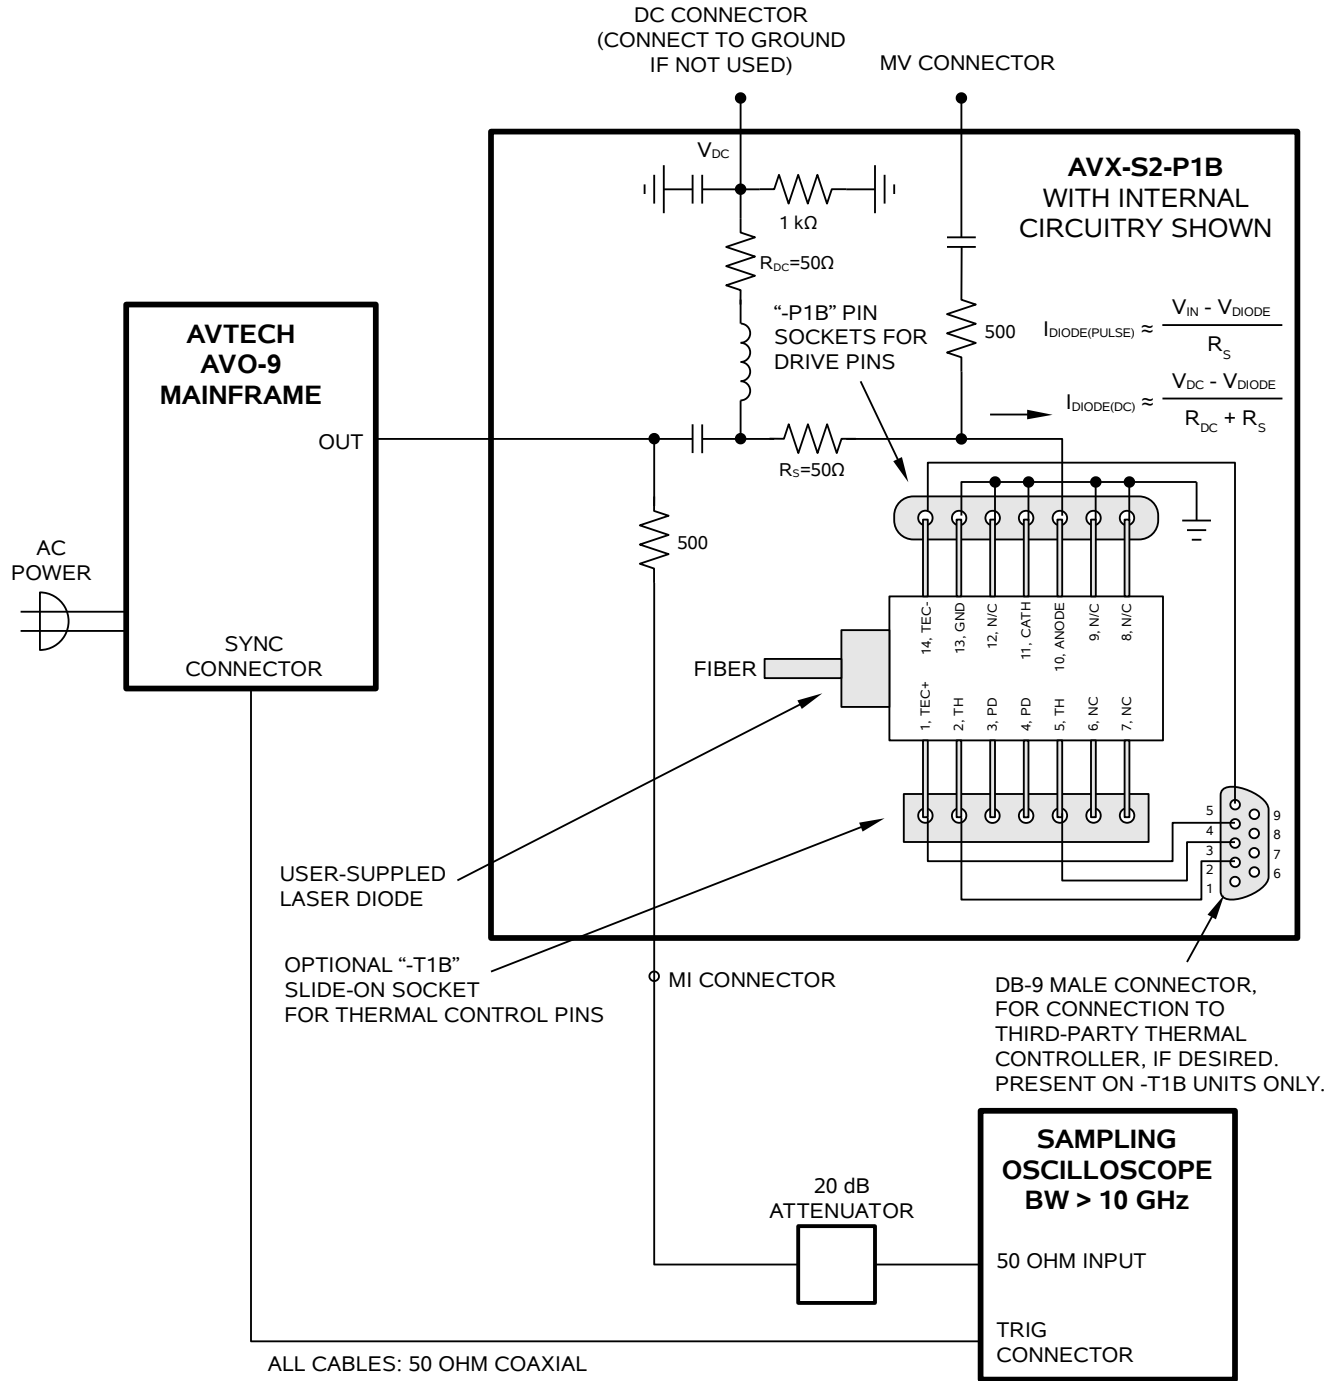 DC CONNECTOR
(CONNECT TO GROUND
IF NOT USED)
MV CONNECTOR
VDC
1 kΩ
RDC=50Ω
AVX-S2-P1B
WITH INTERNAL
CIRCUITRY SHOWN
“-P1B” PIN
SOCKETS FOR
DRIVE PINS
500
IDIODE(PULSE) ≈ VIN - VDIODE
RS
IDIODE(DC) ≈ VDC - VDIODE
RDC + RS
AVTECH
AVO-9
MAINFRAME
OUT
RS=50Ω
500
AC
POWER
SYNC
CONNECTOR
14, TEC-
13, GND
12, N/C
11, CATH
10, ANODE
9, N/C
8, N/C
FIBER
1, TEC+
2, TH
3, PD
4, PD
5, TH
6, NC
7, NC
5
4
3
2
1
9
8
7
6
USER-SUPPLED
LASER DIODE
OPTIONAL “-T1B”
SLIDE-ON SOCKET
FOR THERMAL CONTROL PINS
MI CONNECTOR
DB-9 MALE CONNECTOR,
FOR CONNECTION TO
THIRD-PARTY THERMAL
CONTROLLER, IF DESIRED.
PRESENT ON -T1B UNITS ONLY.
20 dB
ATTENUATOR
SAMPLING
OSCILLOSCOPE
BW > 10 GHz
50 OHM INPUT
TRIG
CONNECTOR
ALL CABLES: 50 OHM COAXIAL